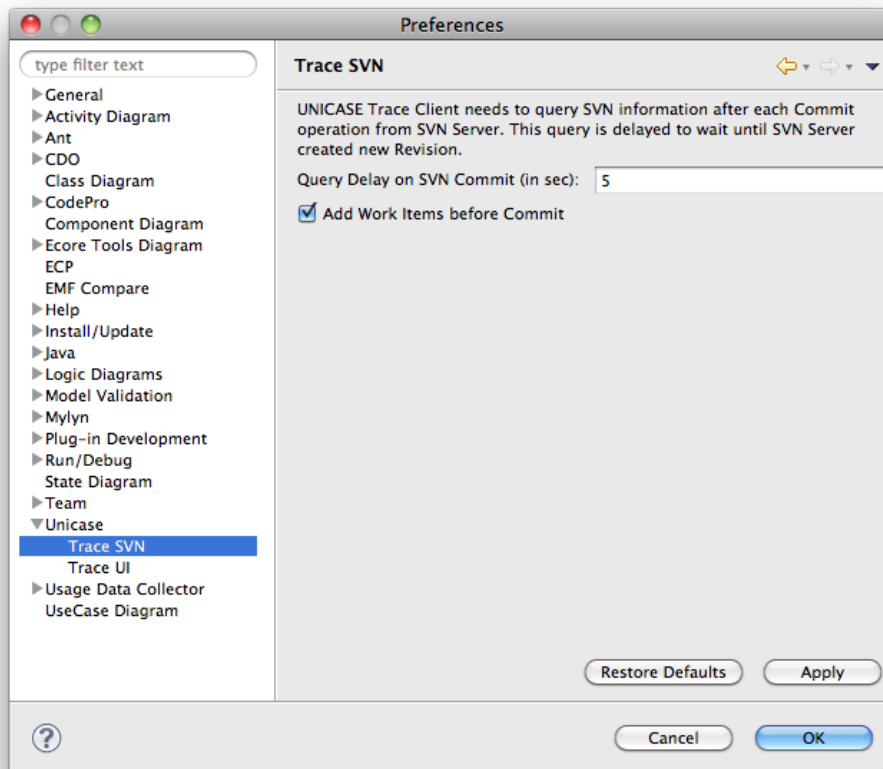 Preferences
type filter text
General
Activity Diagram
Ant
CDO
Class Diagram
CodePro
Component Diagram
Ecore Tools Diagram
ECP
EMF Compare
Help
Install/Update
Java
Logic Diagrams
Model Validation
Mylyn
Plug-in Development
Run/Debug
State Diagram
Team
Unicase
Trace SVN
Trace UI
Usage Data Collector
UseCase Diagram
Trace SVN
UNICASE Trace Client needs to query SVN information after each Commit
operation from SVN Server. This query is delayed to wait until SVN Server
created new Revision.
Query Delay on SVN Commit (in sec): 5
Add Work Items before Commit
Restore Defaults Apply
? Cancel OK